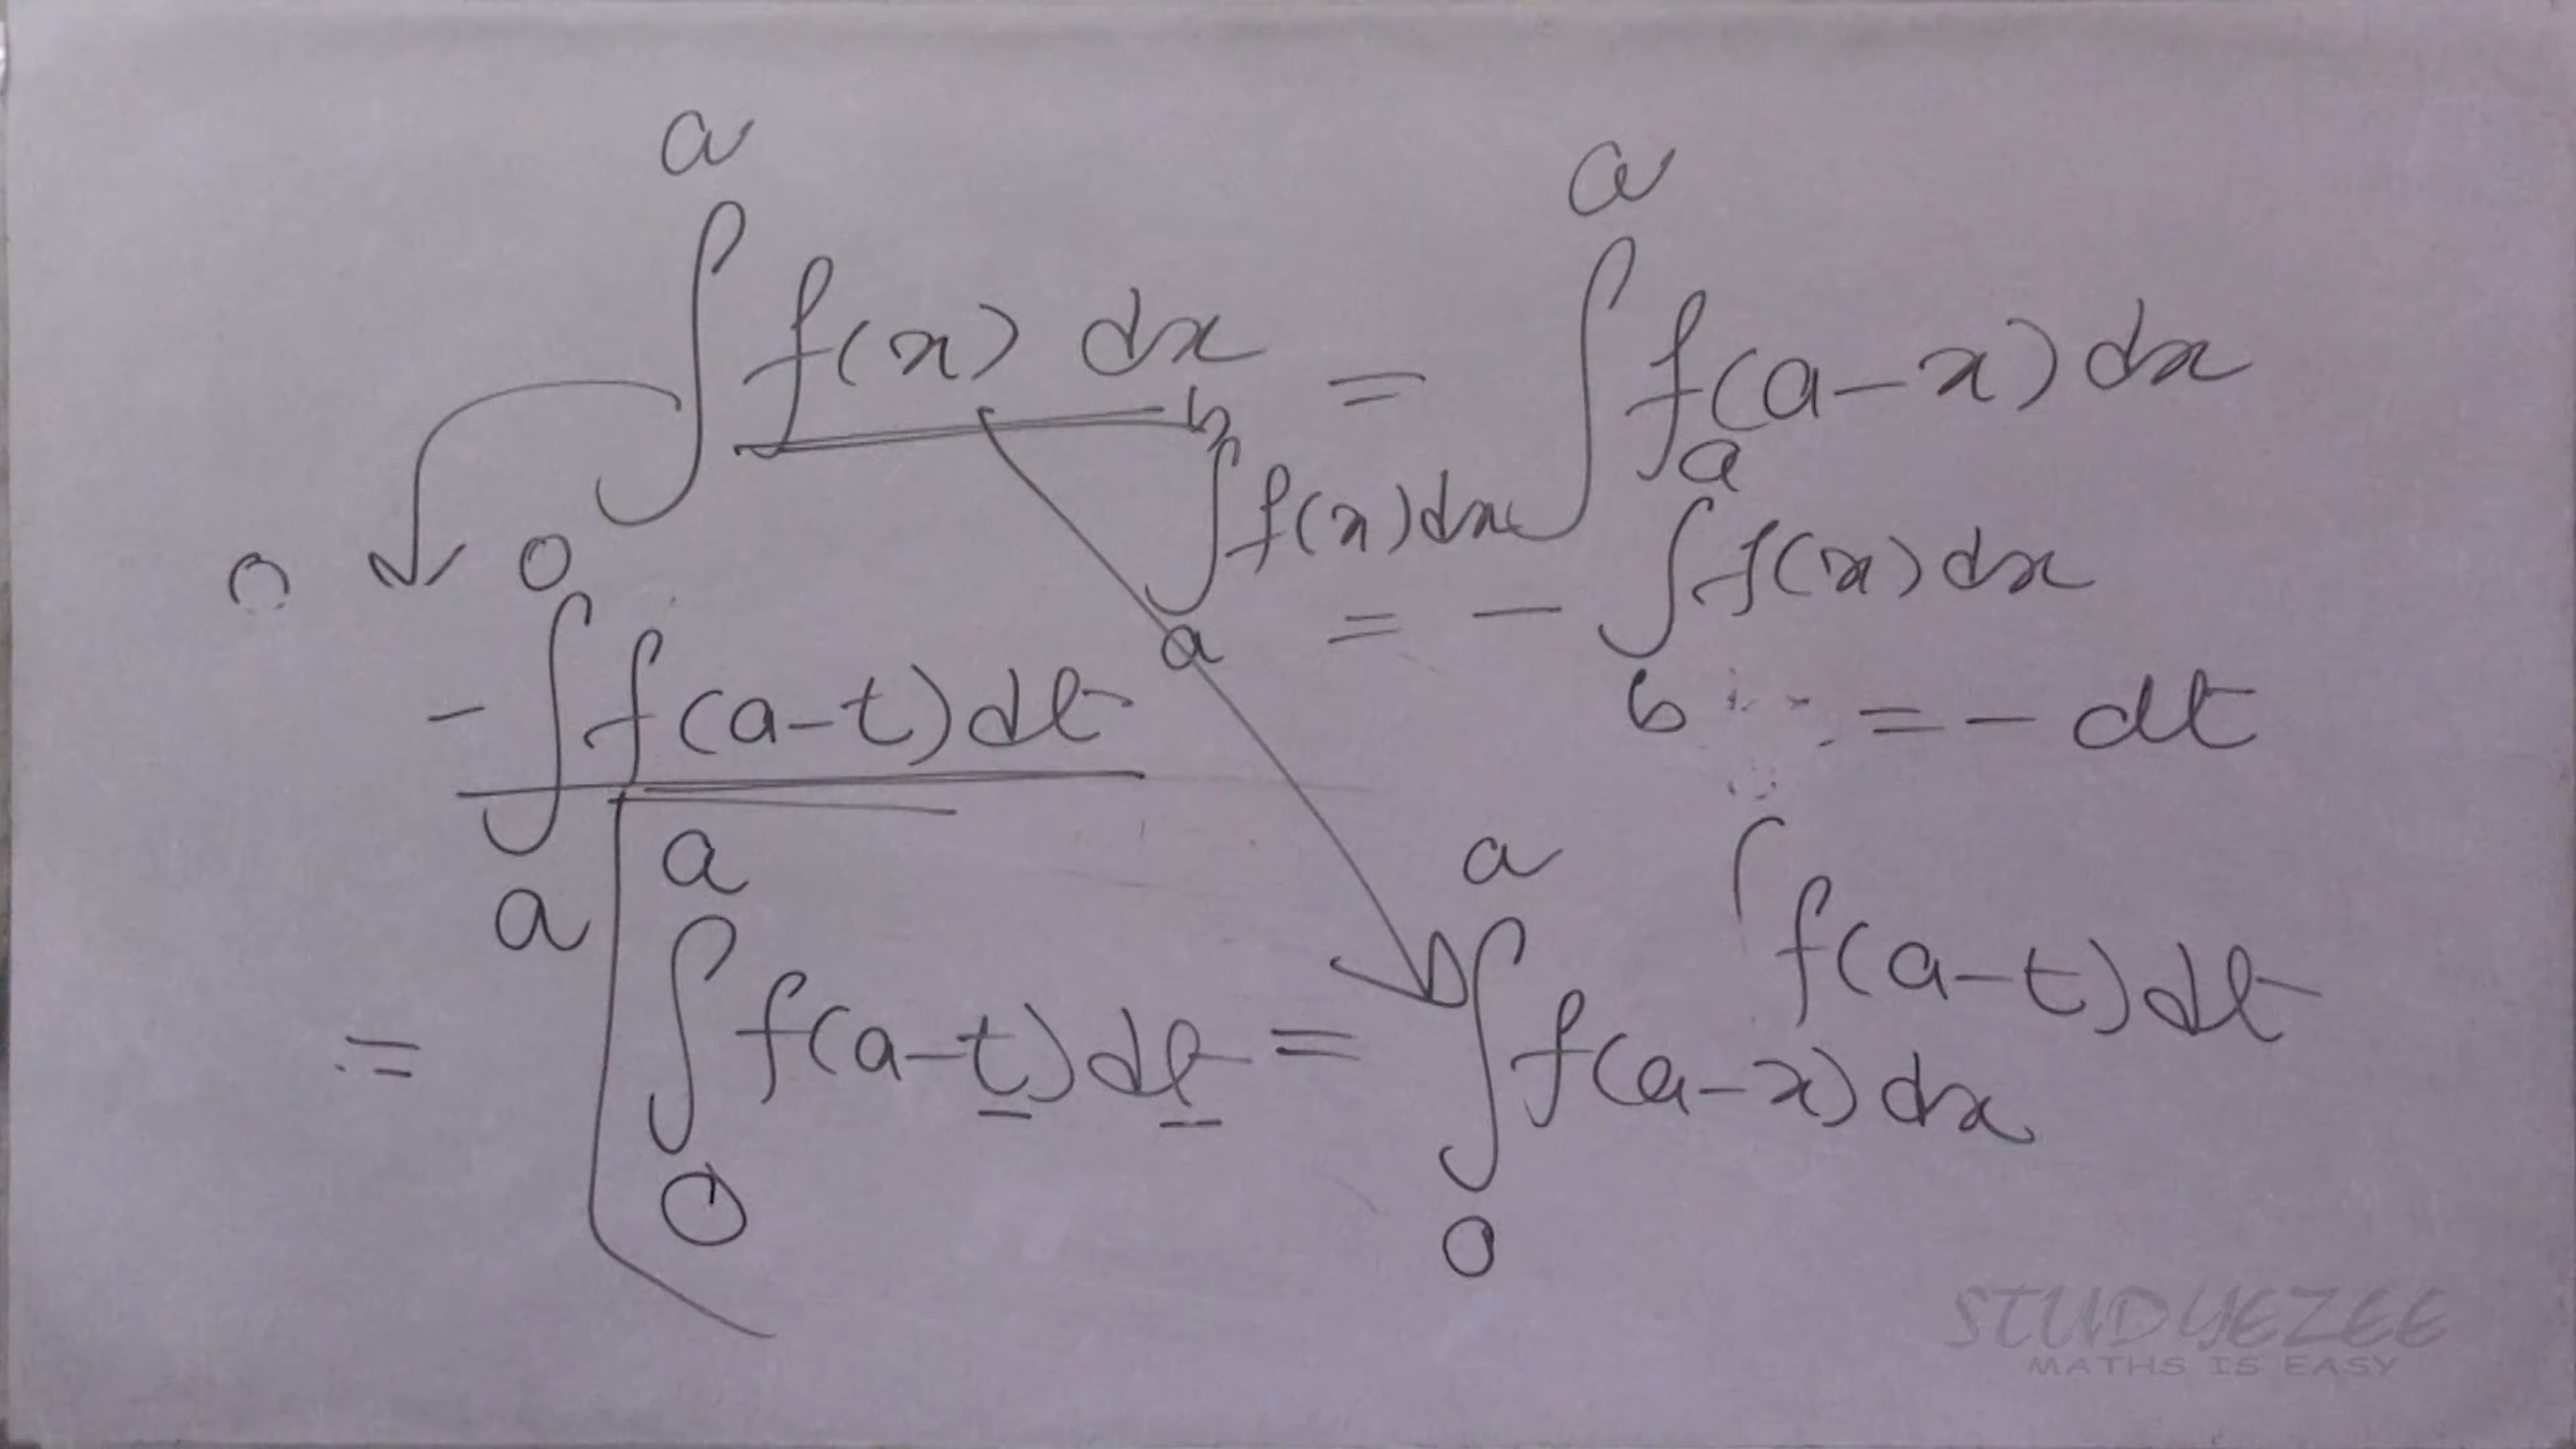 ∫₀ᵃ f(x) dx = ∫ᵃ f(a-x) dx
∫ₐᵇ f(x) dx = - ∫ᵇᵃ f(x) dx
- ∫ₐ⁰ f(a-t) dt
= - dt
∫ f(a-t) dt
= ∫₀ᵃ f(a-t) dt = ∫₀ᵃ f(a-x) dx
STUDYEZEE
MATHS IS EASY